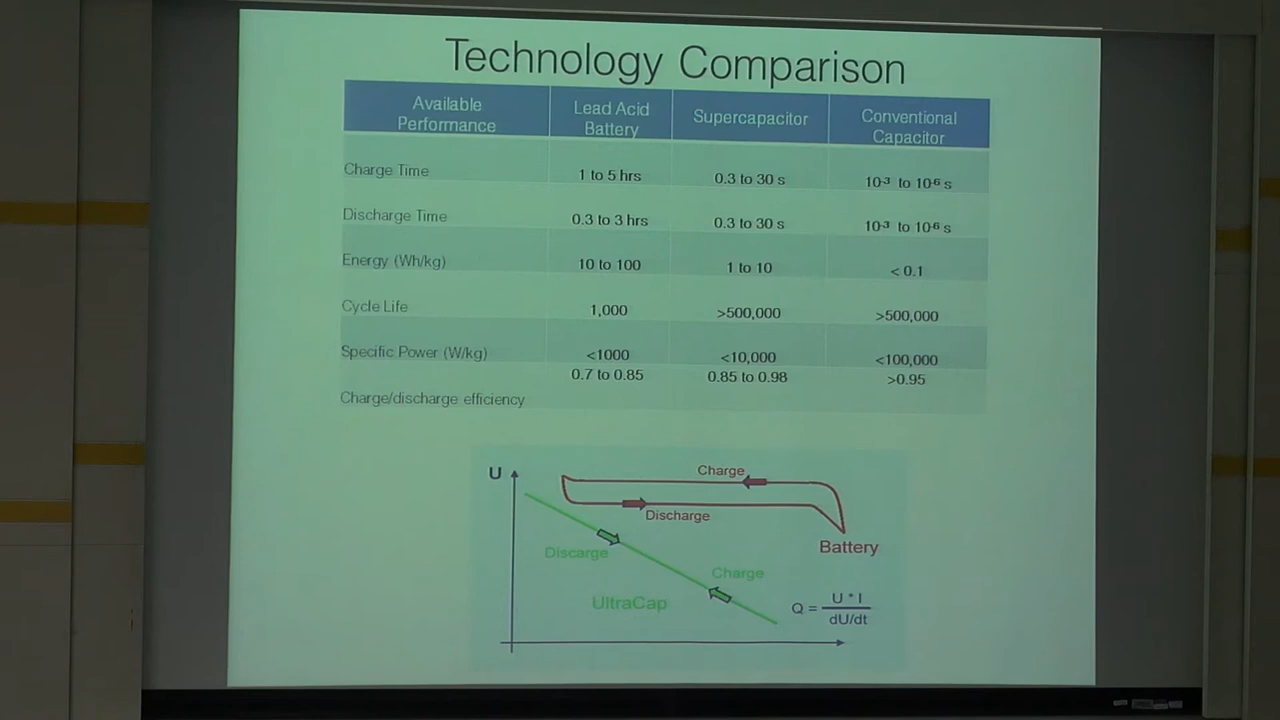 Technology Comparison
Available Performance Lead Acid Battery Supercapacitor Conventional Capacitor
Charge Time 1 to 5 hrs 0.3 to 30 s 10-3 to 10-6 s
Discharge Time 0.3 to 3 hrs 0.3 to 30 s 10-3 to 10-6 s
Energy (Wh/kg) 10 to 100 1 to 10 < 0.1
Cycle Life 1,000 >500,000 >500,000
Specific Power (W/kg) <1000 <10,000 <100,000
Charge/discharge efficiency 0.7 to 0.85 0.85 to 0.98 >0.95
U
Charge
Discharge
Battery
Discarge
Charge
UltraCap
Q = U * I
dU/dt